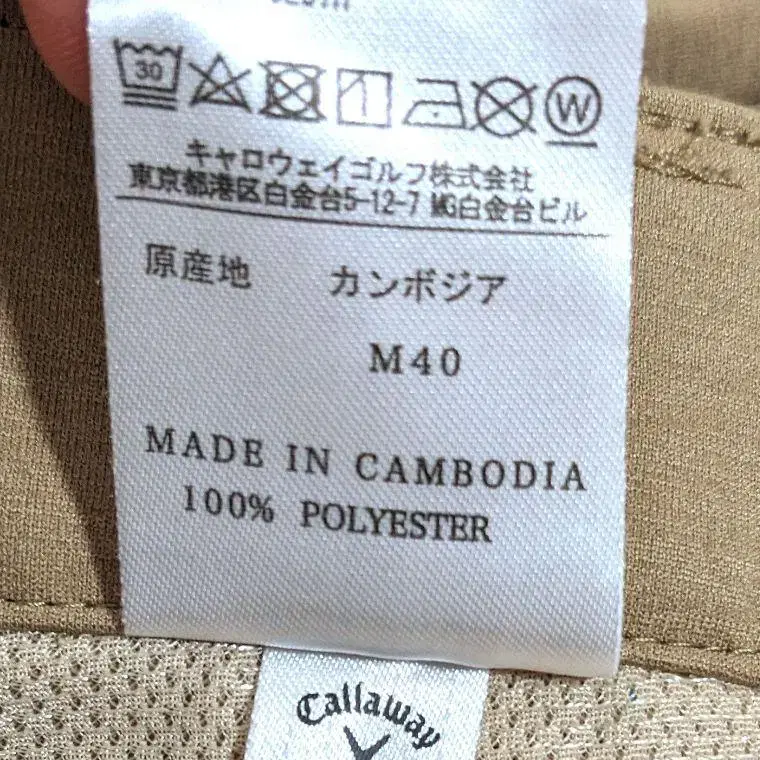 30
W
キャロウェイゴルフ株式会社
東京都港区白金台5-12-7 MG白金台ビル
原産地 カンボジア
M40
MADE IN CAMBODIA
100% POLYESTER
Callaway